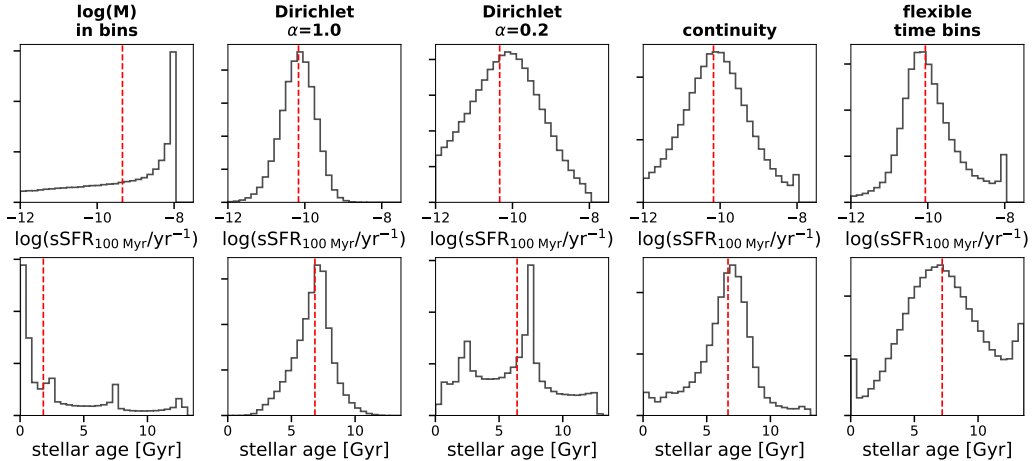 log(M)
in bins
Dirichlet
α=1.0
Dirichlet
α=0.2
continuity
flexible
time bins
−12 −10 −8
−12 −10 −8
−12 −10 −8
−12 −10 −8
−12 −10 −8
log(sSFR100 Myr/yr−1)
log(sSFR100 Myr/yr−1)
log(sSFR100 Myr/yr−1)
log(sSFR100 Myr/yr−1)
log(sSFR100 Myr/yr−1)
0 5 10
0 5 10
0 5 10
0 5 10
0 5 10
stellar age [Gyr]
stellar age [Gyr]
stellar age [Gyr]
stellar age [Gyr]
stellar age [Gyr]